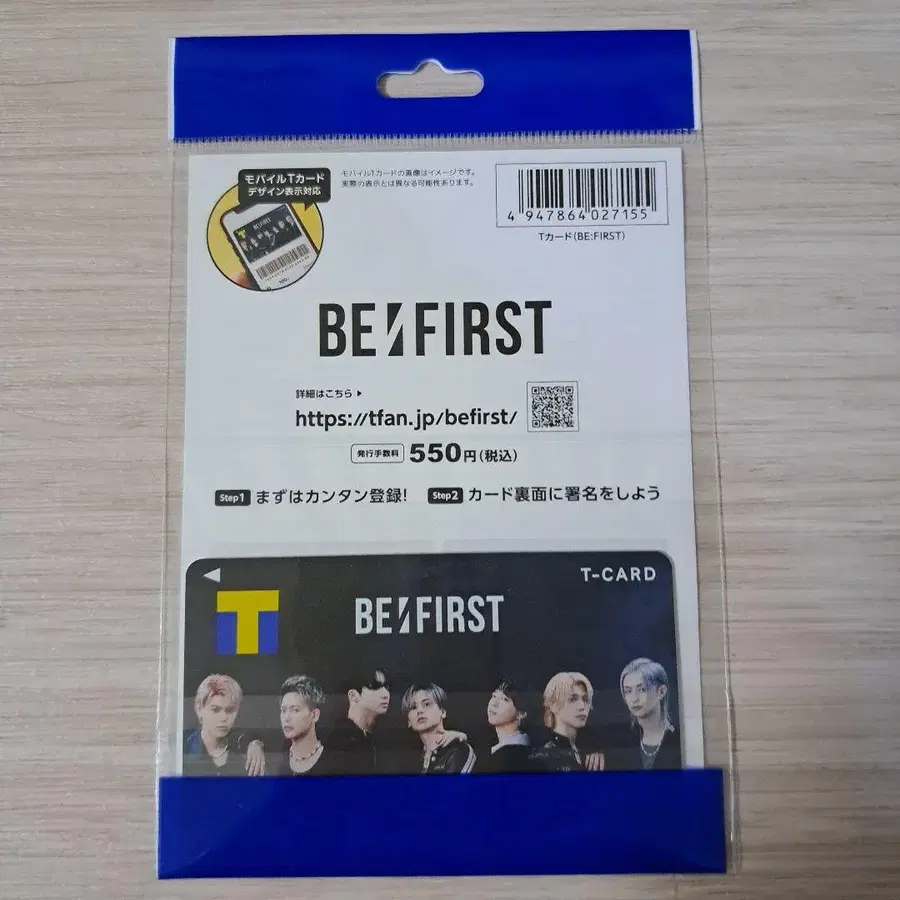 モバイルTカード
デザイン表示対応
モバイルTカードの画像はイメージです。
実際の表示とは異なる可能性あります。
BE:FIRST
4 947864 027155
Tカード(BE:FIRST)
BE:FIRST
詳細はこちら▶
https://tfan.jp/befirst/
発行手数料 550円(税込)
Step1 まずはカンタン登録! Step2 カード裏面に署名をしよう
T-CARD
T BE:FIRST